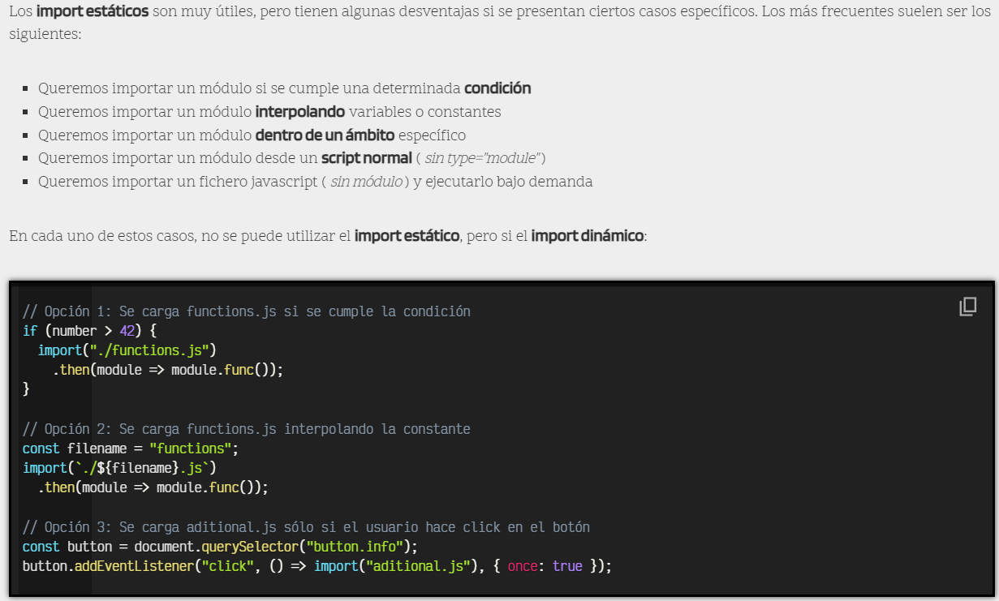 Los import estáticos son muy útiles, pero tienen algunas desventajas si se presentan ciertos casos específicos. Los más frecuentes suelen ser los
siguientes:
▪ Queremos importar un módulo si se cumple una determinada condición
▪ Queremos importar un módulo interpolando variables o constantes
▪ Queremos importar un módulo dentro de un ámbito específico
▪ Queremos importar un módulo desde un script normal ( sin type="module" )
▪ Queremos importar un fichero javascript ( sin módulo ) y ejecutarlo bajo demanda
En cada uno de estos casos, no se puede utilizar el import estático, pero si el import dinámico:
// Opción 1: Se carga functions.js si se cumple la condición
if (number > 42) {
  import("./functions.js")
    .then(module => module.func());
}
// Opción 2: Se carga functions.js interpolando la constante
const filename = "functions";
import(`./${filename}.js`)
  .then(module => module.func());
// Opción 3: Se carga aditional.js sólo si el usuario hace click en el botón
const button = document.querySelector("button.info");
button.addEventListener("click", () => import("aditional.js"), { once: true });